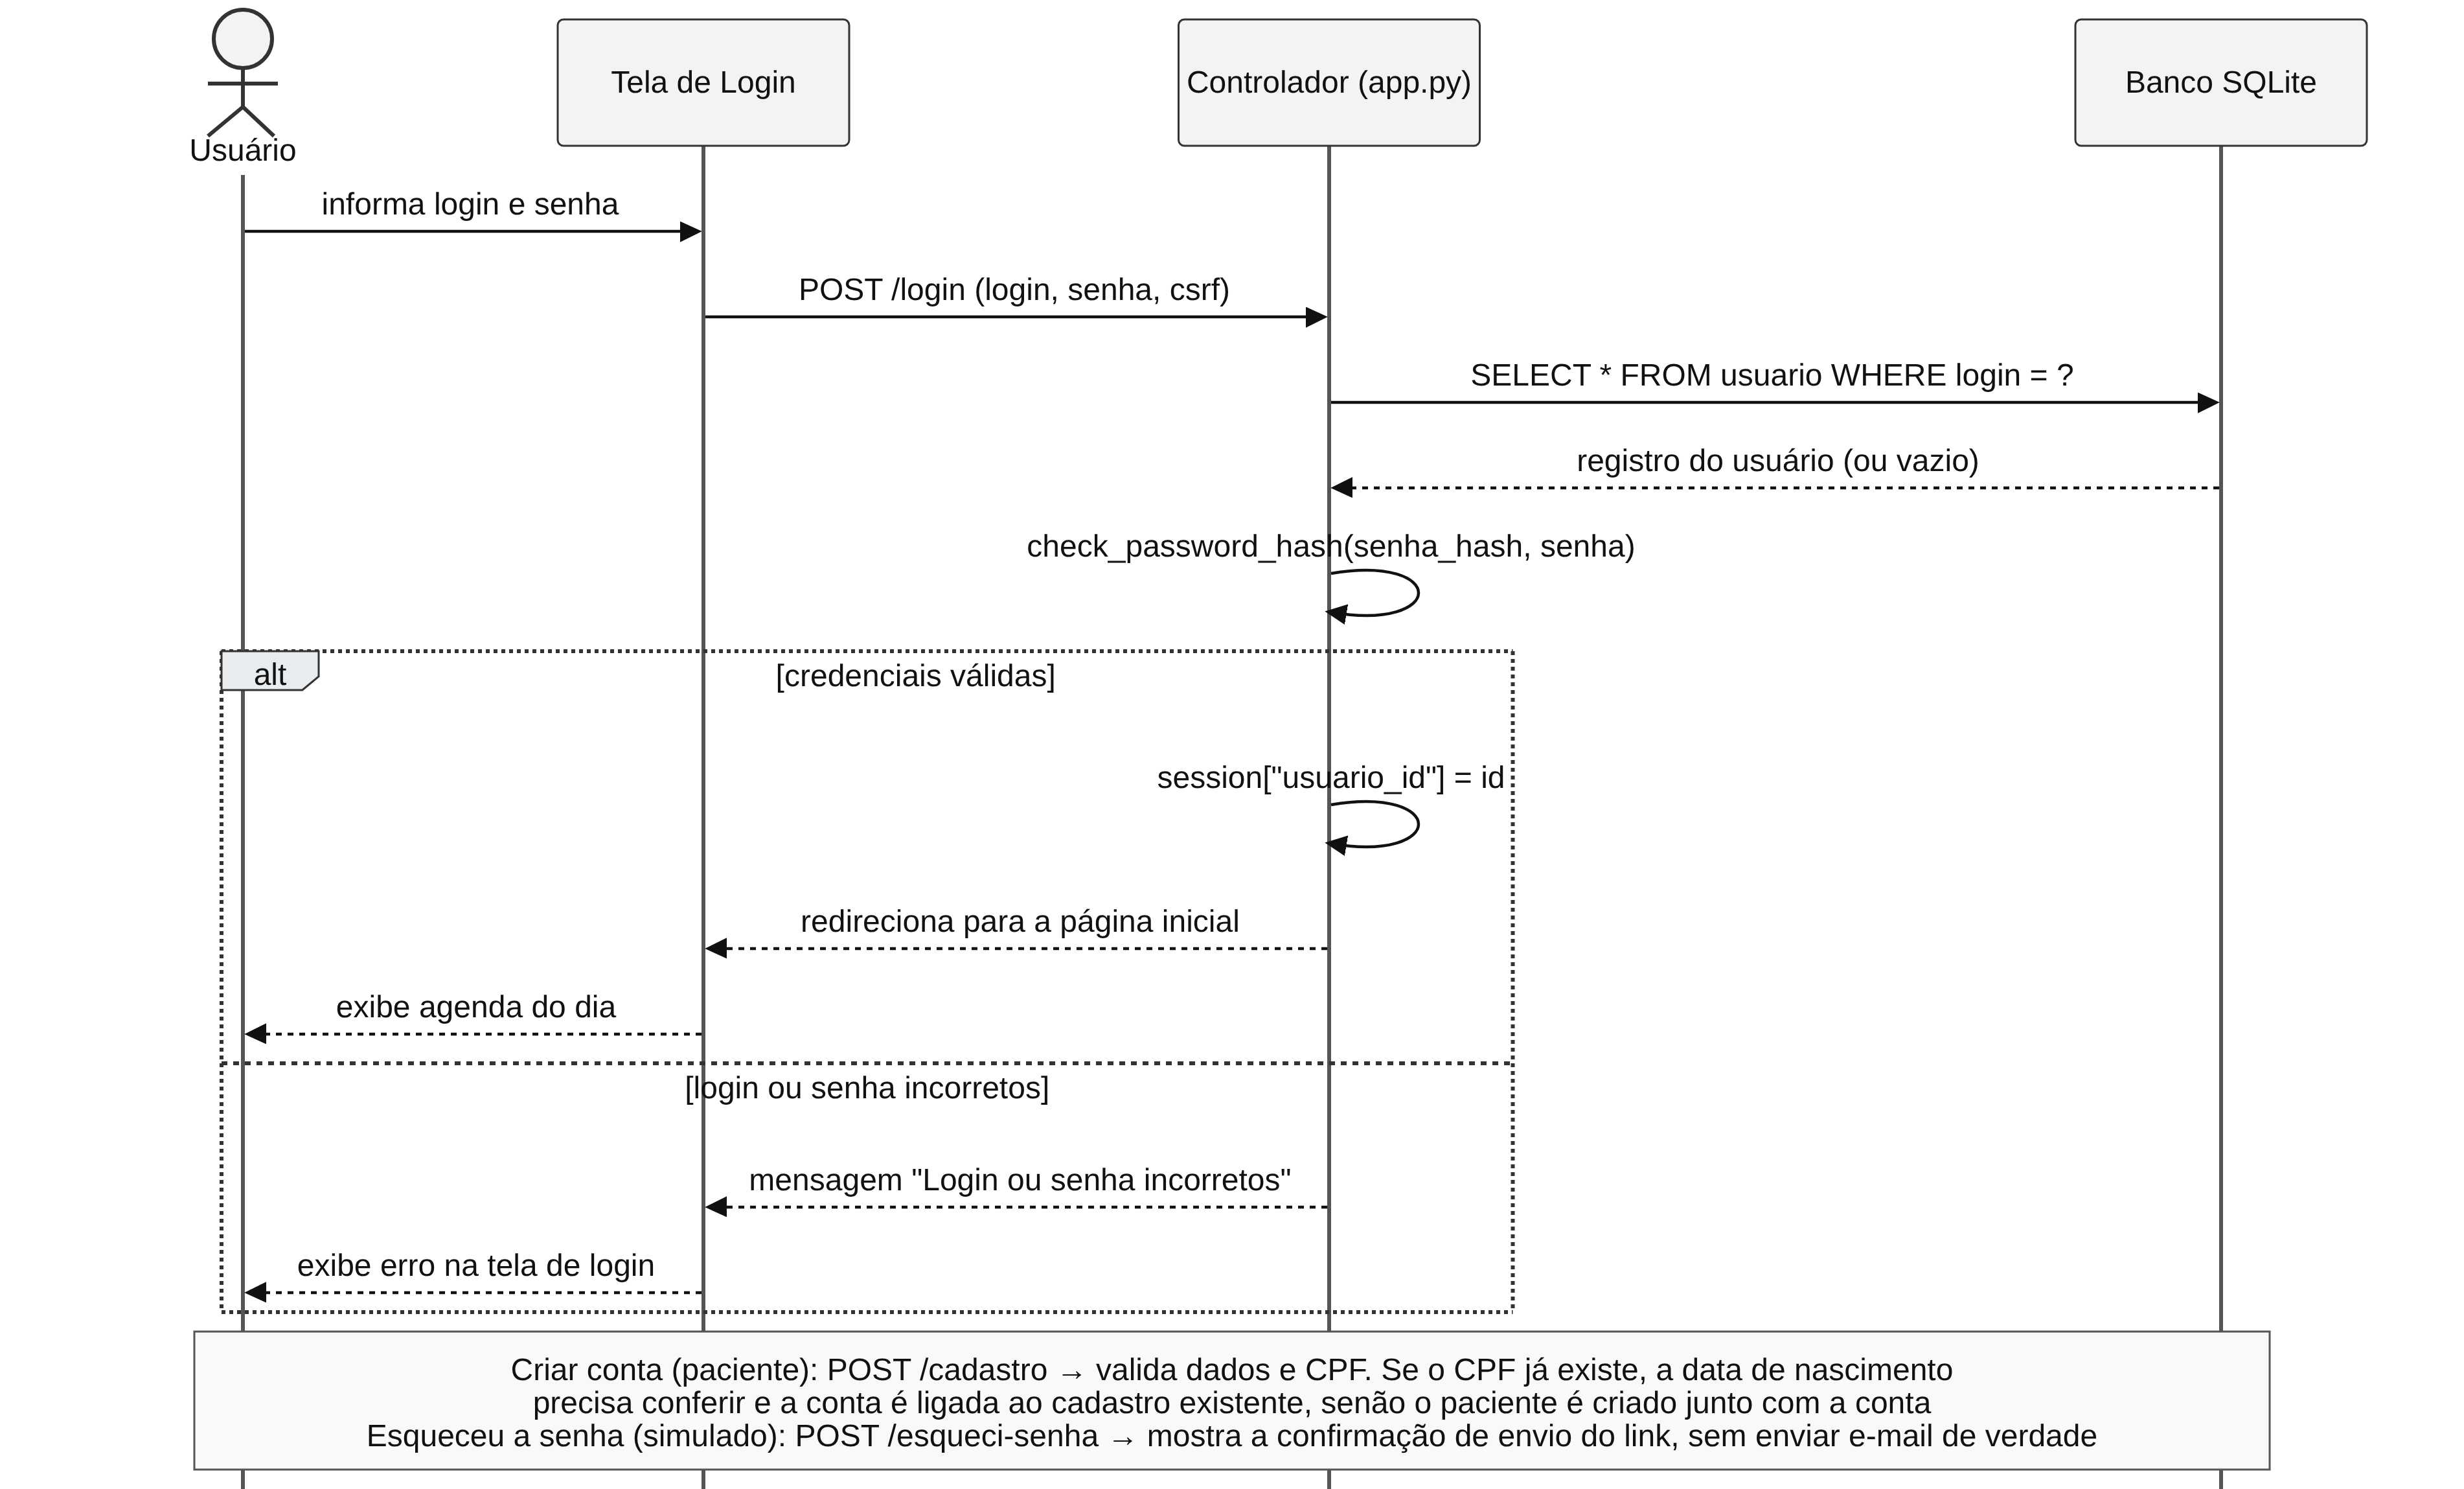 Usuário
Tela de Login
Controlador (app.py)
Banco SQLite
informa login e senha
POST /login (login, senha, csrf)
SELECT * FROM usuario WHERE login = ?
registro do usuário (ou vazio)
check_password_hash(senha_hash, senha)
alt
[credenciais válidas]
session["usuario_id"] = id
redireciona para a página inicial
exibe agenda do dia
[login ou senha incorretos]
mensagem "Login ou senha incorretos"
exibe erro na tela de login
Criar conta (paciente): POST /cadastro → valida dados e CPF. Se o CPF já existe, a data de nascimento
precisa conferir e a conta é ligada ao cadastro existente, senão o paciente é criado junto com a conta
Esqueceu a senha (simulado): POST /esqueci-senha → mostra a confirmação de envio do link, sem enviar e-mail de verdade